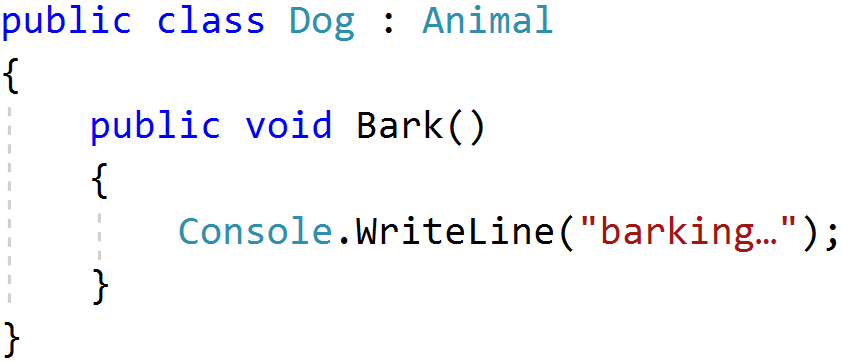 public class Dog : Animal
{
    public void Bark()
    {
        Console.WriteLine("barking…");
    }
}